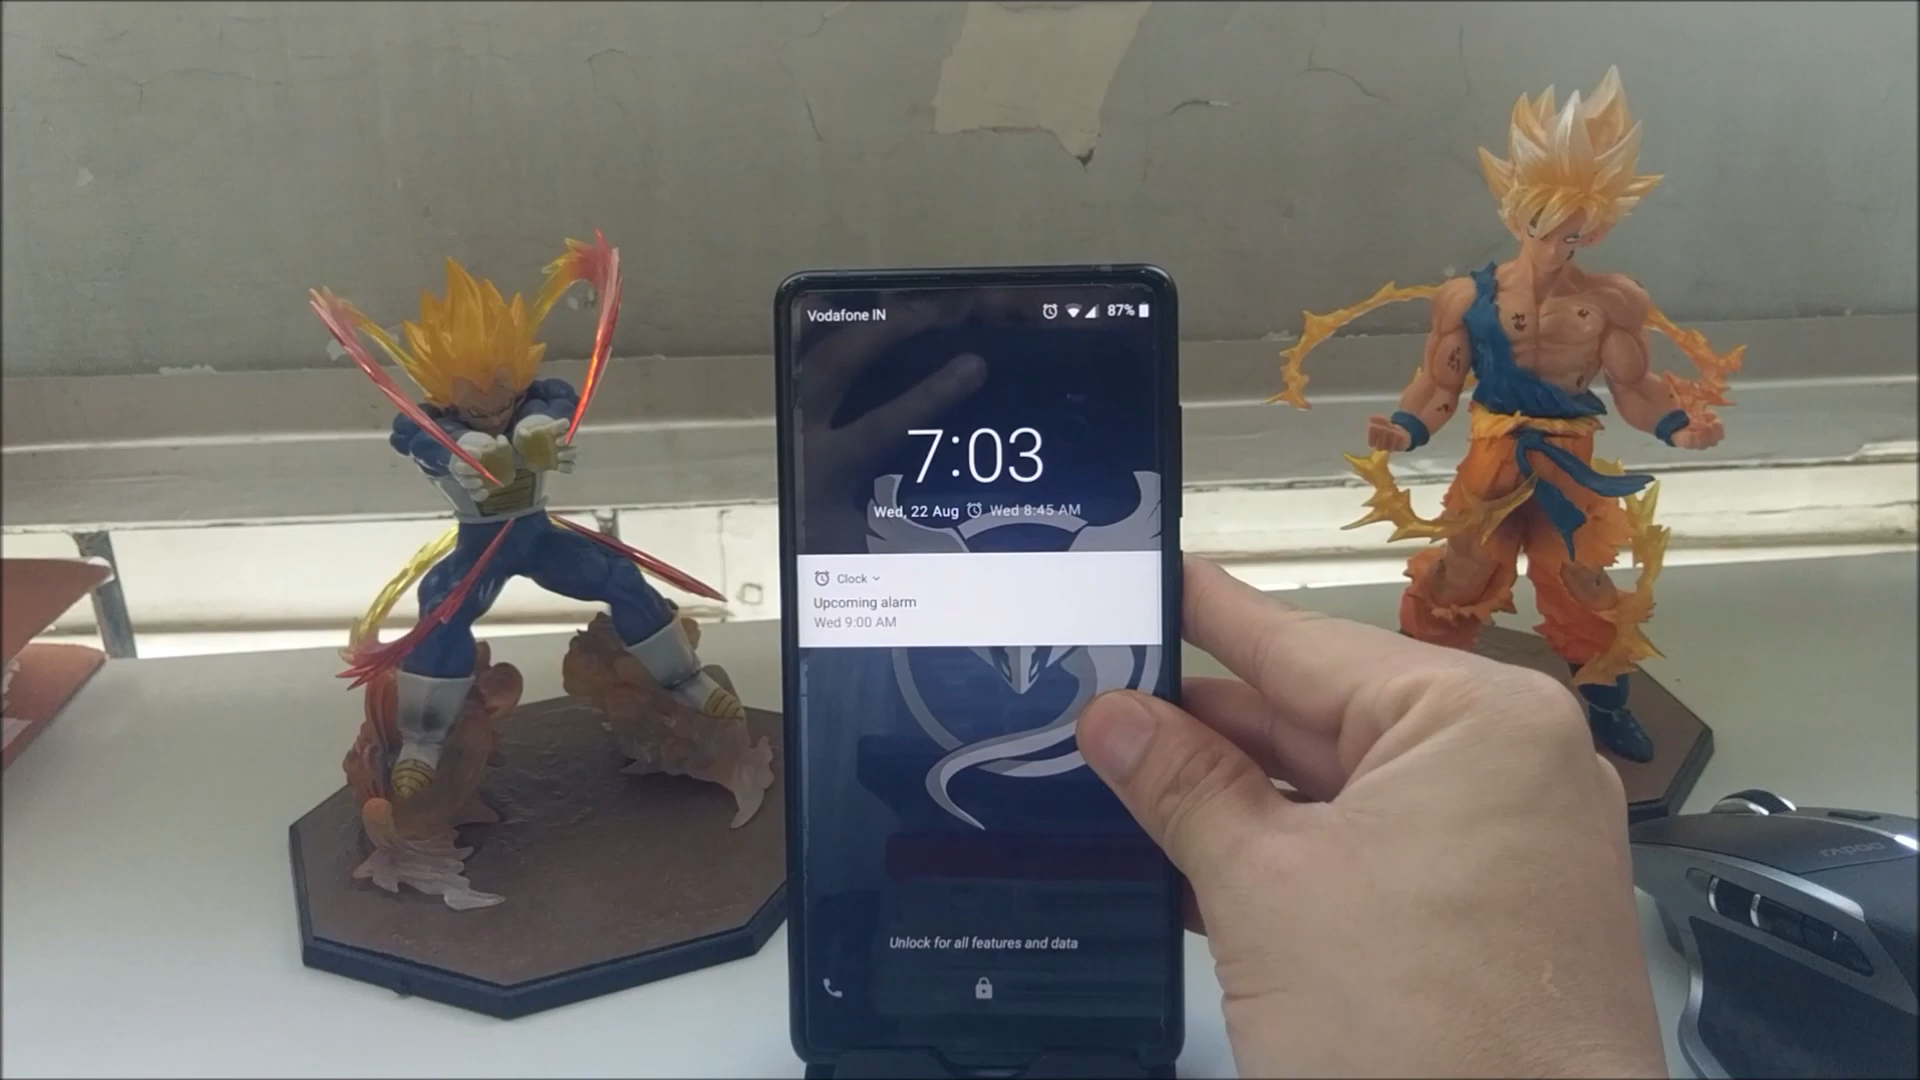 Vodafone IN
87%
7:03
Wed, 22 Aug Wed 8:45 AM
Clock
Upcoming alarm
Wed 9:00 AM
Unlock for all features and data
rapoo